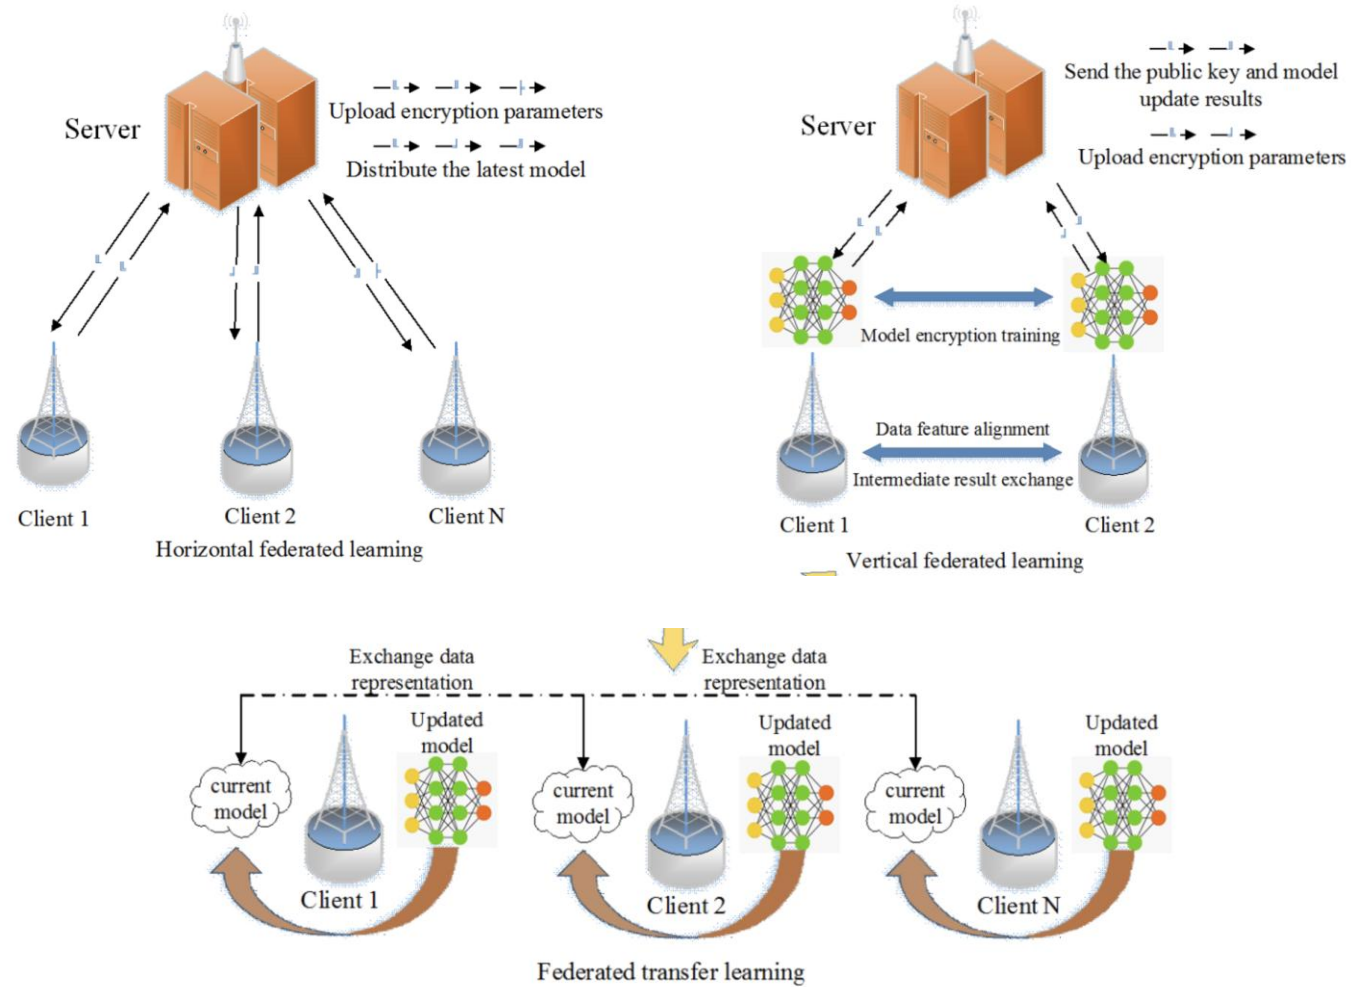 Server
Upload encryption parameters
Distribute the latest model
Client 1
Client 2
Client N
Horizontal federated learning
Server
Send the public key and model
update results
Upload encryption parameters
Model encryption training
Data feature alignment
Intermediate result exchange
Client 1
Client 2
Vertical federated learning
Exchange data
representation
Exchange data
representation
Updated
model
Updated
model
Updated
model
current
model
current
model
current
model
Client 1
Client 2
Client N
Federated transfer learning